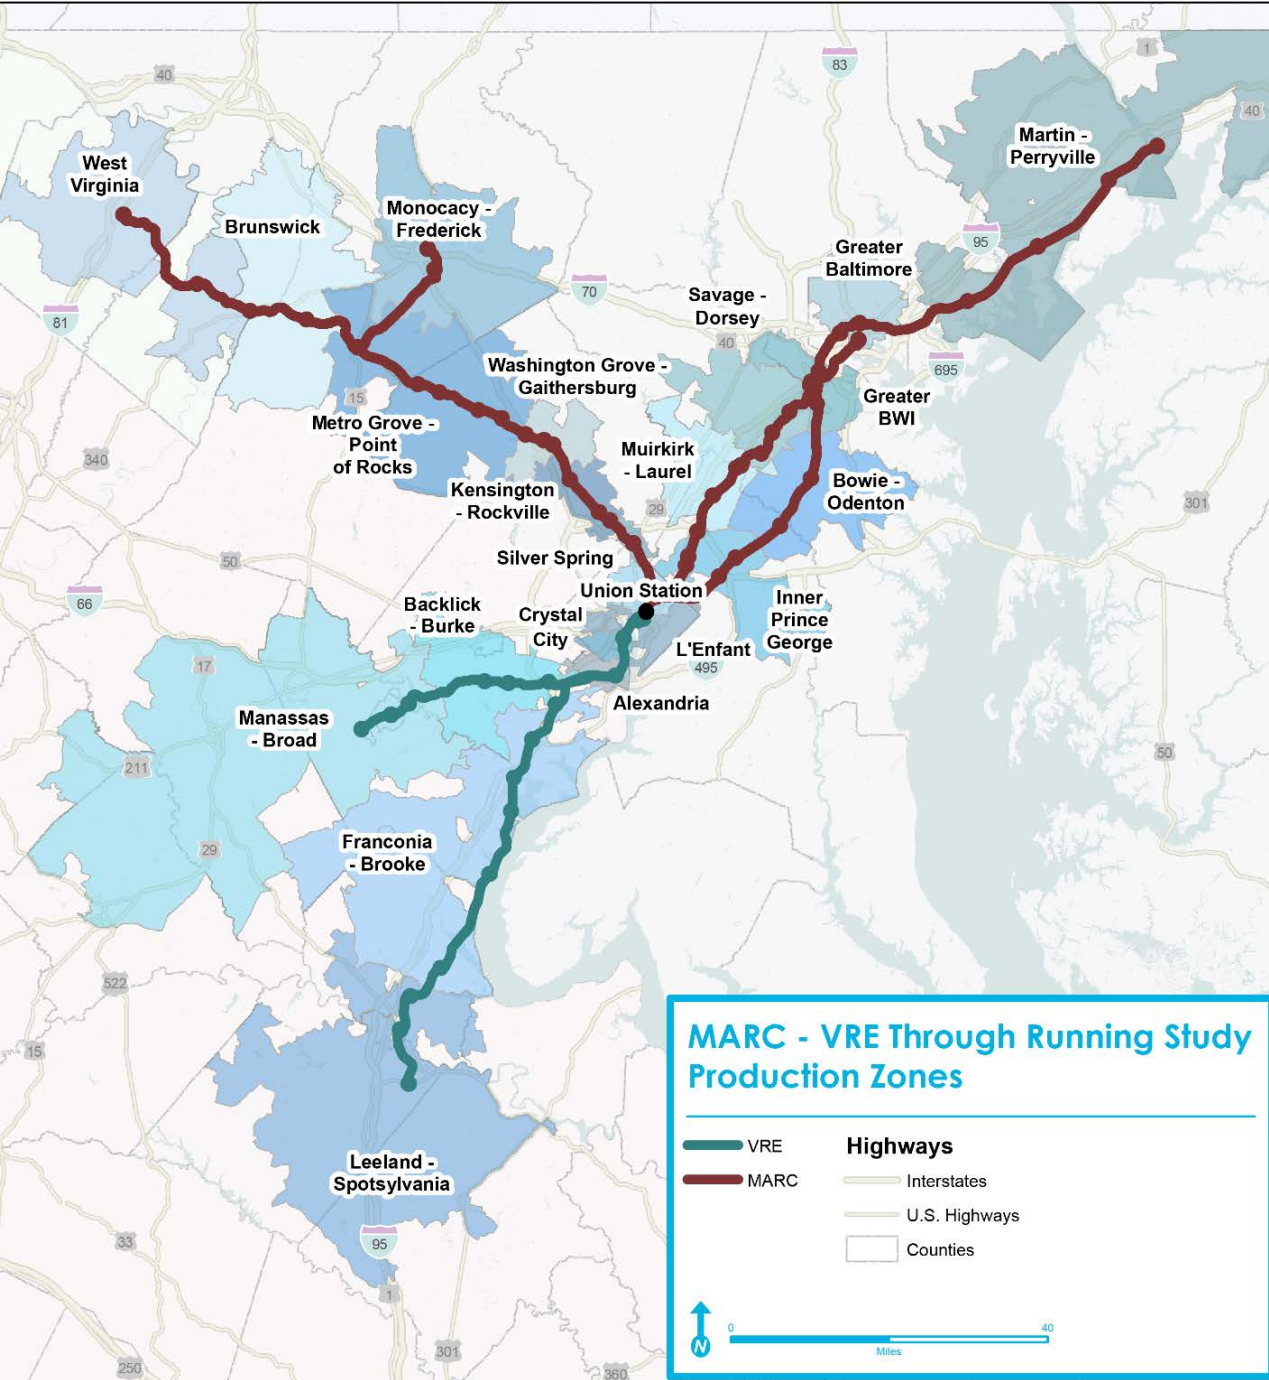 1
83
40
40
Martin -
Perryville
West
Virginia
Monocacy -
Frederick
Brunswick
95
Greater
Baltimore
70
Savage -
Dorsey
81
40
Washington Grove -
Gaithersburg
695
15
Greater
BWI
Metro Grove -
Point
of Rocks
Muirkirk
- Laurel
340
Kensington
- Rockville
Bowie -
Odenton
29
301
50
Silver Spring
Union Station
66
Backlick
- Burke
Crystal
City
Inner
Prince
George
L'Enfant
495
17
Alexandria
Manassas
- Broad
50
211
Franconia
- Brooke
29
522
15
MARC - VRE Through Running Study
Production Zones
VRE
MARC
Highways
Interstates
U.S. Highways
Counties
Leeland -
Spotsylvania
33
95
1
N
0
40
Miles
301
250
360